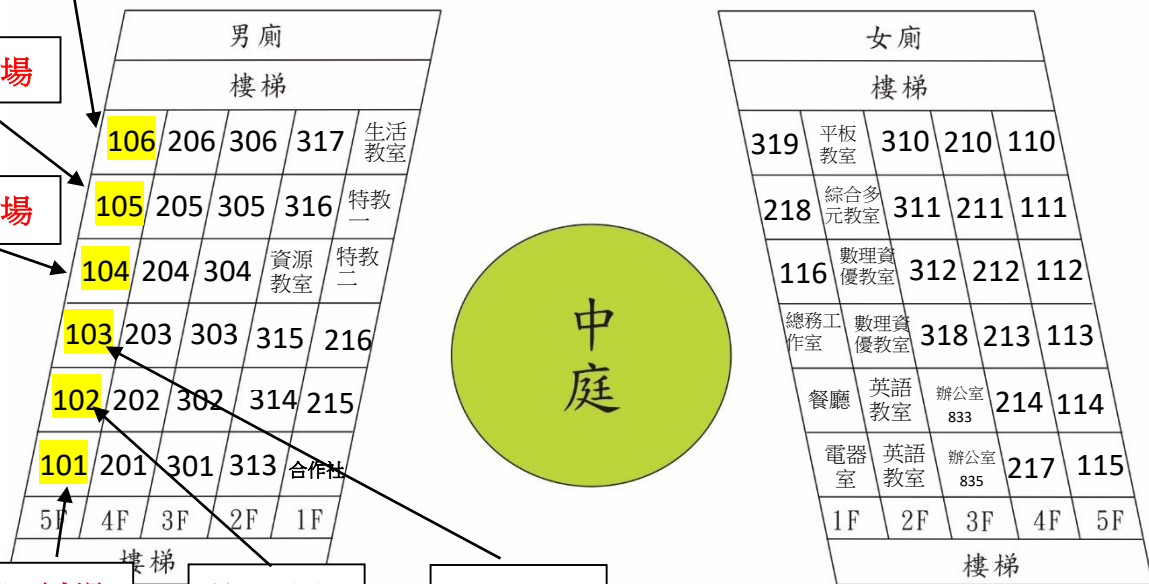 男廁
樓梯
106 206 306 317 生活教室
105 205 305 316 特教一
104 204 304 資源教室 特教二
103 203 303 315 216
102 202 302 314 215
101 201 301 313 合作社
5F 4F 3F 2F 1F
樓梯
場
場
中庭
女廁
樓梯
319 平板教室 310 210 110
218 綜合多元教室 311 211 111
116 數理資優教室 312 212 112
總務工作室 數理資優教室 318 213 113
餐廳 英語教室 辦公室833 214 114
電器室 英語教室 辦公室835 217 115
1F 2F 3F 4F 5F
樓梯